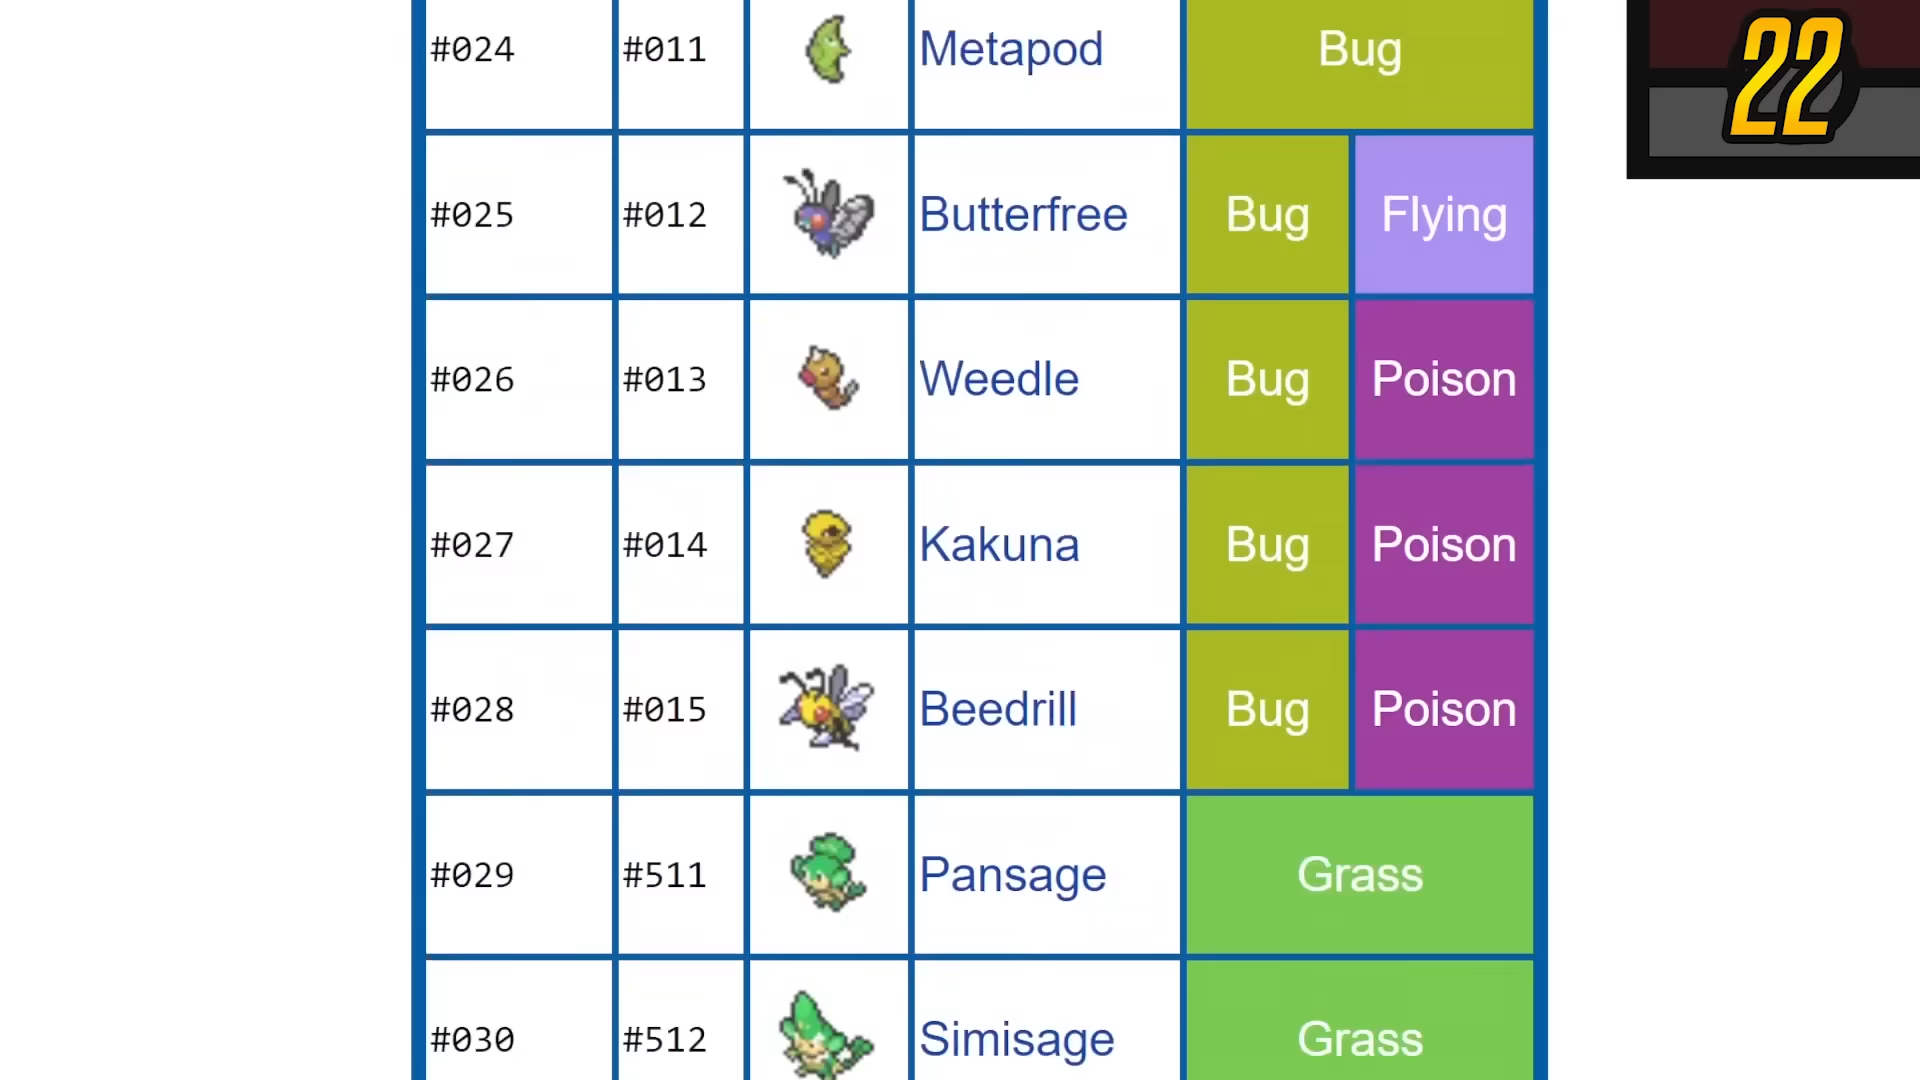 #024 #011 Metapod Bug
22
#025 #012 Butterfree Bug Flying
#026 #013 Weedle Bug Poison
#027 #014 Kakuna Bug Poison
#028 #015 Beedrill Bug Poison
#029 #511 Pansage Grass
#030 #512 Simisage Grass